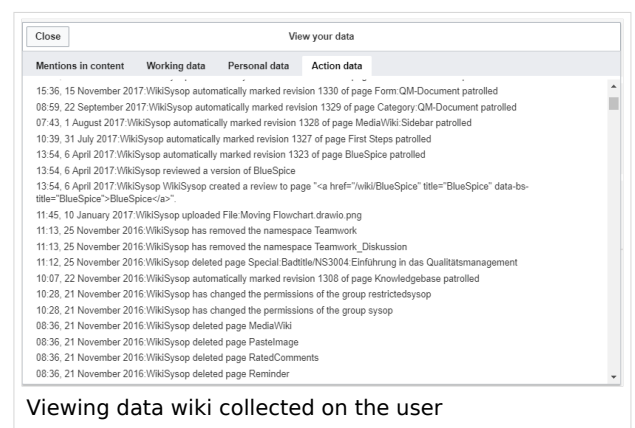 Close
View your data
Mentions in content Working data Personal data Action data
15:36, 15 November 2017:WikiSysop automatically marked revision 1330 of page Form:QM-Document patrolled
08:59, 22 September 2017:WikiSysop automatically marked revision 1329 of page Category:QM-Document patrolled
07:43, 1 August 2017:WikiSysop automatically marked revision 1328 of page MediaWiki:Sidebar patrolled
10:39, 31 July 2017:WikiSysop automatically marked revision 1327 of page First Steps patrolled
13:54, 6 April 2017:WikiSysop automatically marked revision 1323 of page BlueSpice patrolled
13:54, 6 April 2017:WikiSysop reviewed a version of BlueSpice
13:54, 6 April 2017:WikiSysop WikiSysop created a review to page "<a href="/wiki/BlueSpice" title="BlueSpice" data-bs-
title="BlueSpice">BlueSpice</a>".
11:45, 10 January 2017:WikiSysop uploaded File:Moving Flowchart.drawio.png
11:13, 25 November 2016:WikiSysop has removed the namespace Teamwork
11:13, 25 November 2016:WikiSysop has removed the namespace Teamwork_Diskussion
11:12, 25 November 2016:WikiSysop deleted page Special:Badtitle/NS3004:Einführung in das Qualitätsmanagement
10:07, 22 November 2016:WikiSysop automatically marked revision 1308 of page Knowledgebase patrolled
10:28, 21 November 2016:WikiSysop has changed the permissions of the group restrictedsysop
10:28, 21 November 2016:WikiSysop has changed the permissions of the group sysop
08:36, 21 November 2016:WikiSysop deleted page MediaWiki
08:36, 21 November 2016:WikiSysop deleted page PasteImage
08:36, 21 November 2016:WikiSysop deleted page RatedComments
08:36, 21 November 2016:WikiSysop deleted page Reminder
Viewing data wiki collected on the user